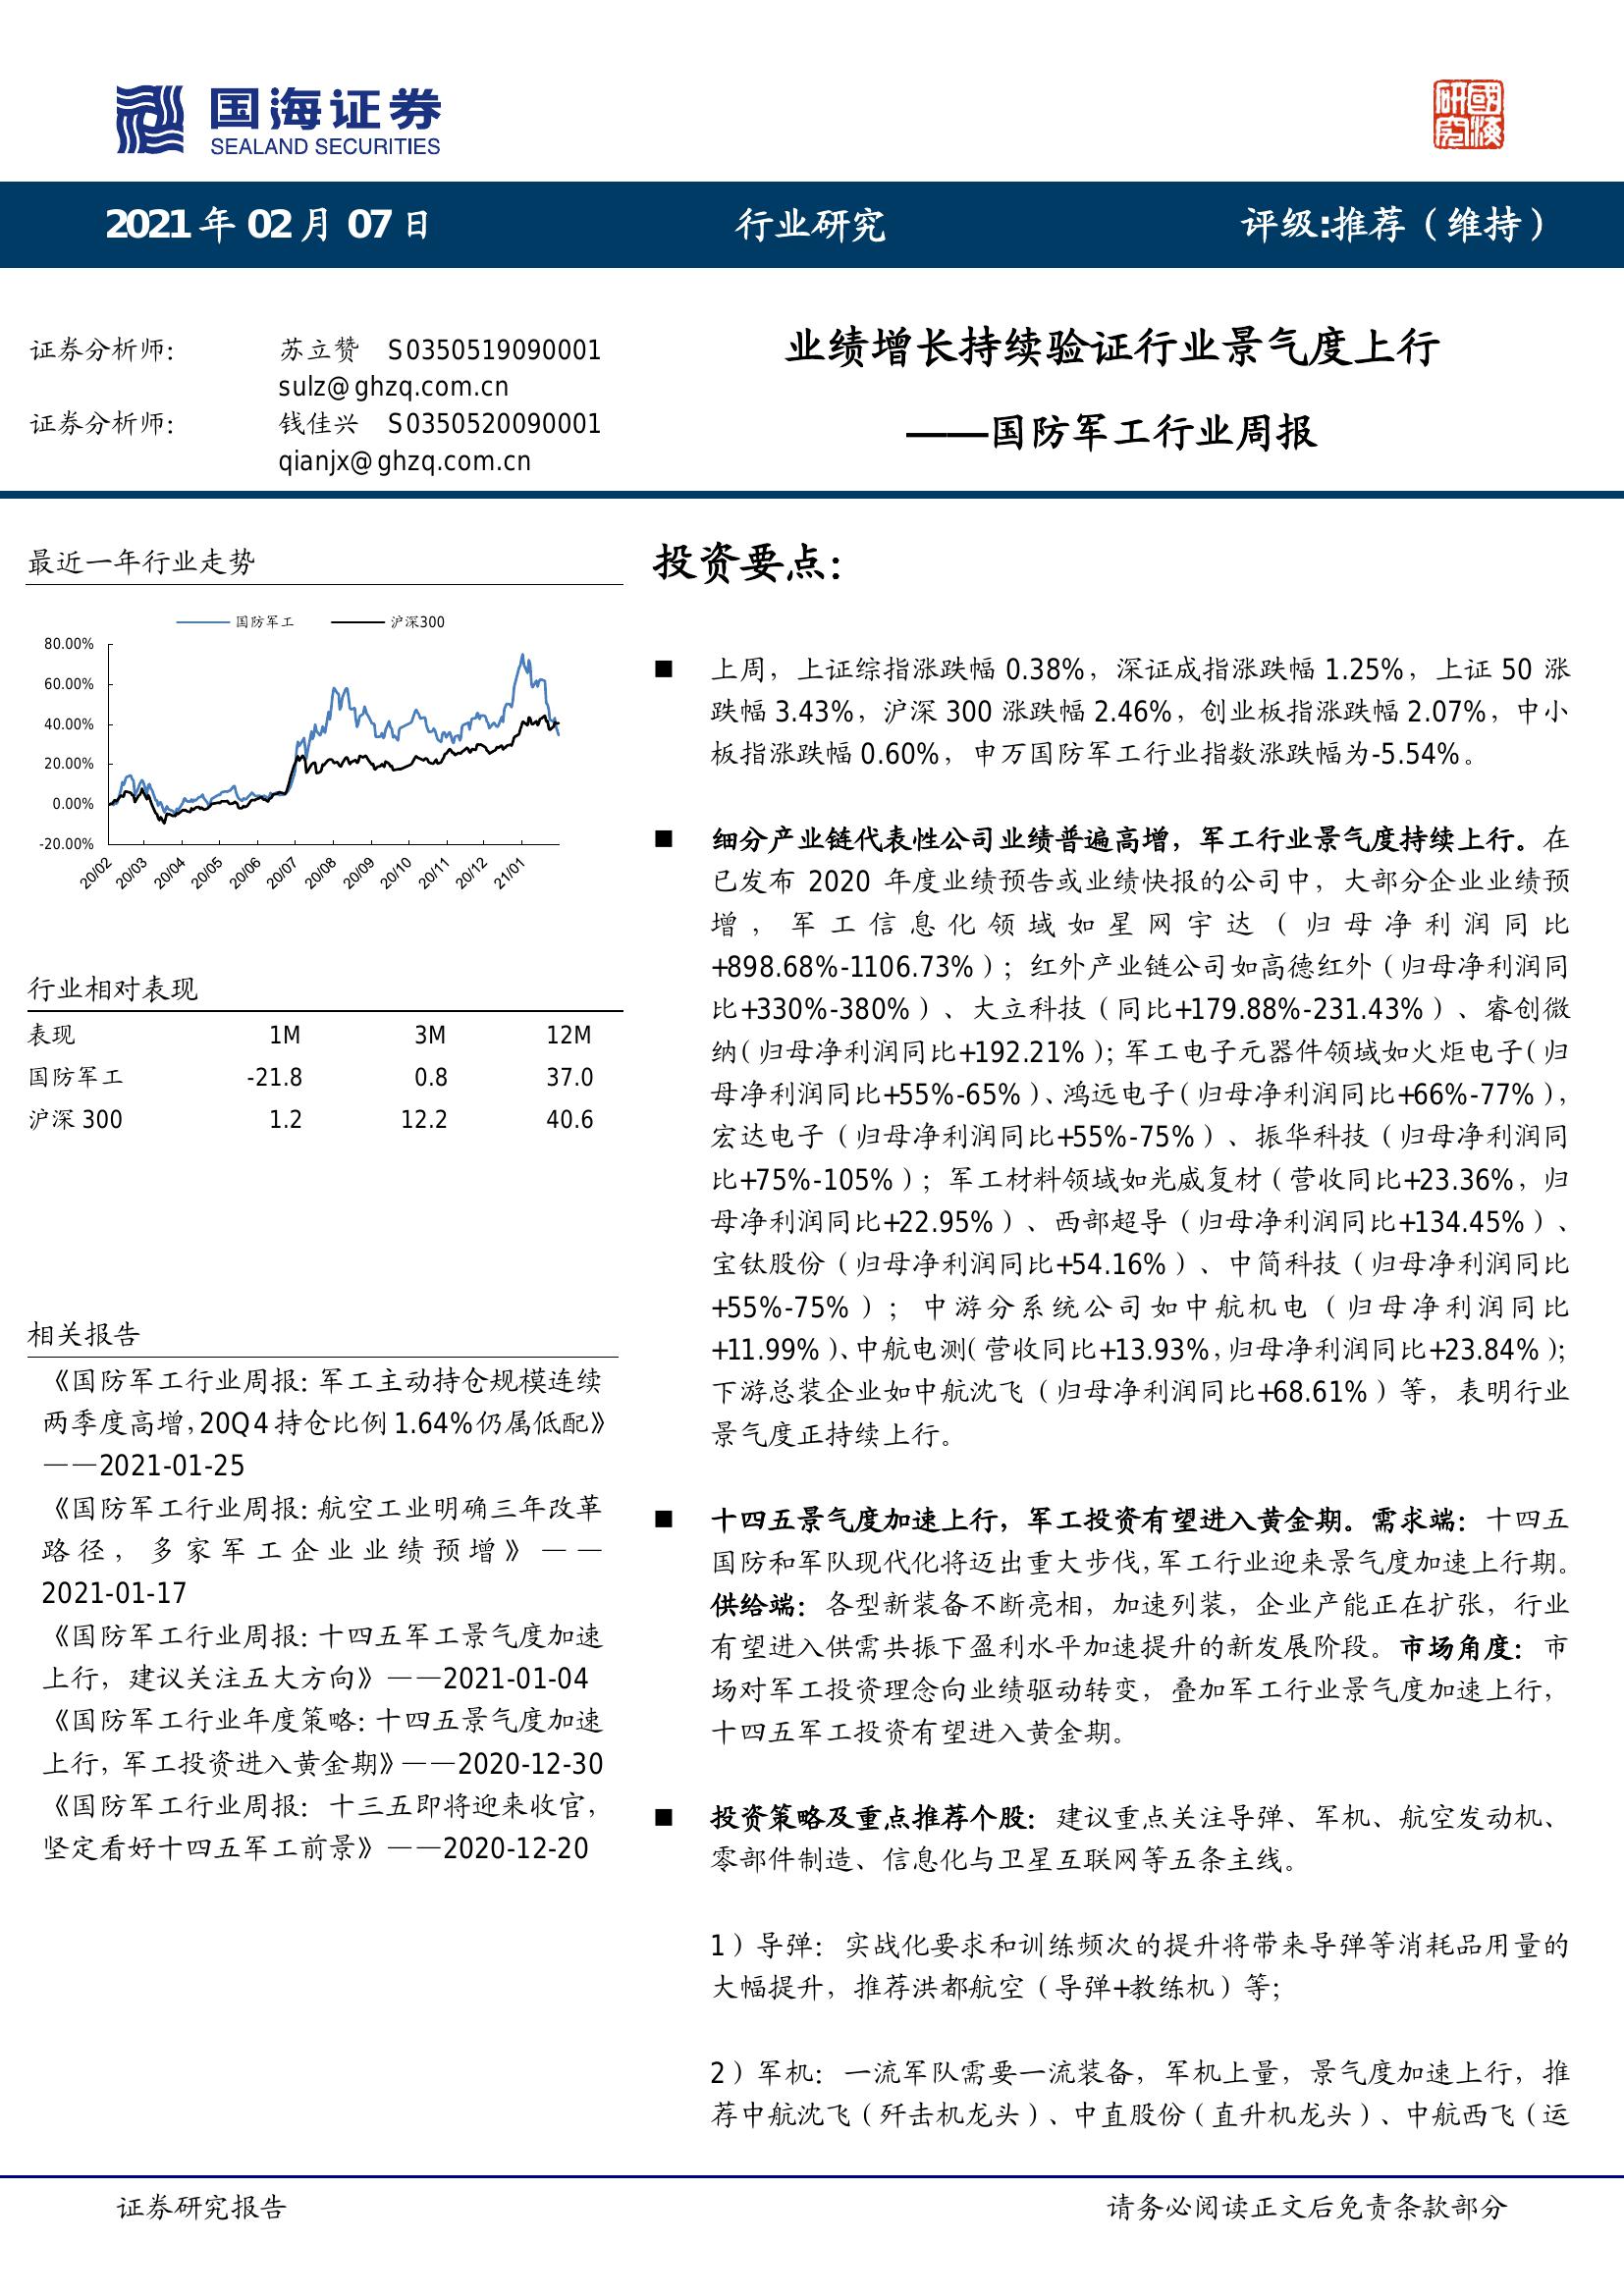 国海证券
SEALAND SECURITIES
國海研究
2021 年 02 月 07 日
行业研究
评级:推荐（维持）
证券分析师： 苏立赞 S0350519090001
sulz@ghzq.com.cn
证券分析师： 钱佳兴 S0350520090001
qianjx@ghzq.com.cn
业绩增长持续验证行业景气度上行
——国防军工行业周报
最近一年行业走势
国防军工 沪深300
80.00%
60.00%
40.00%
20.00%
0.00%
-20.00%
20/02 20/03 20/04 20/05 20/06 20/07 20/08 20/09 20/10 20/11 20/12 21/01
行业相对表现
表现 1M 3M 12M
国防军工 -21.8 0.8 37.0
沪深 300 1.2 12.2 40.6
相关报告
《国防军工行业周报：军工主动持仓规模连续
两季度高增，20Q4 持仓比例 1.64%仍属低配》
——2021-01-25
《国防军工行业周报：航空工业明确三年改革
路径，多家军工企业业绩预增》——
2021-01-17
《国防军工行业周报：十四五军工景气度加速
上行，建议关注五大方向》——2021-01-04
《国防军工行业年度策略：十四五景气度加速
上行，军工投资进入黄金期》——2020-12-30
《国防军工行业周报：十三五即将迎来收官，
坚定看好十四五军工前景》——2020-12-20
投资要点：
■ 上周，上证综指涨跌幅 0.38%，深证成指涨跌幅 1.25%，上证 50 涨
跌幅 3.43%，沪深 300 涨跌幅 2.46%，创业板指涨跌幅 2.07%，中小
板指涨跌幅 0.60%，申万国防军工行业指数涨跌幅为-5.54%。
■ 细分产业链代表性公司业绩普遍高增，军工行业景气度持续上行。在
已发布 2020 年度业绩预告或业绩快报的公司中，大部分企业业绩预
增，军工信息化领域如星网宇达（归母净利润同比
+898.68%-1106.73%）；红外产业链公司如高德红外（归母净利润同
比+330%-380%）、大立科技（同比+179.88%-231.43%）、睿创微
纳（归母净利润同比+192.21%）；军工电子元器件领域如火炬电子（归
母净利润同比+55%-65%）、鸿远电子（归母净利润同比+66%-77%），
宏达电子（归母净利润同比+55%-75%）、振华科技（归母净利润同
比+75%-105%）；军工材料领域如光威复材（营收同比+23.36%，归
母净利润同比+22.95%）、西部超导（归母净利润同比+134.45%）、
宝钛股份（归母净利润同比+54.16%）、中简科技（归母净利润同比
+55%-75%）；中游分系统公司如中航机电（归母净利润同比
+11.99%）、中航电测（营收同比+13.93%，归母净利润同比+23.84%）；
下游总装企业如中航沈飞（归母净利润同比+68.61%）等，表明行业
景气度正持续上行。
■ 十四五景气度加速上行，军工投资有望进入黄金期。需求端：十四五
国防和军队现代化将迈出重大步伐，军工行业迎来景气度加速上行期。
供给端：各型新装备不断亮相，加速列装，企业产能正在扩张，行业
有望进入供需共振下盈利水平加速提升的新发展阶段。市场角度：市
场对军工投资理念向业绩驱动转变，叠加军工行业景气度加速上行，
十四五军工投资有望进入黄金期。
■ 投资策略及重点推荐个股：建议重点关注导弹、军机、航空发动机、
零部件制造、信息化与卫星互联网等五条主线。
1）导弹：实战化要求和训练频次的提升将带来导弹等消耗品用量的
大幅提升，推荐洪都航空（导弹+教练机）等；
2）军机：一流军队需要一流装备，军机上量，景气度加速上行，推
荐中航沈飞（歼击机龙头）、中直股份（直升机龙头）、中航西飞（运
证券研究报告
请务必阅读正文后免责条款部分